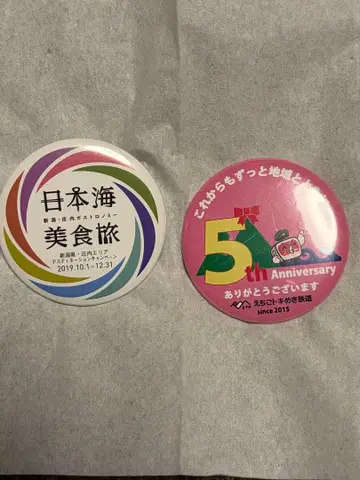 日本海
新潟・庄内ガストロノミー
美食旅
新潟県・庄内エリア
デスティネーションキャンペーン
2019.10.1-12.31
これからもずっと地域と
5th Anniversary
ありがとうございます
えちごトキめき鉄道
since 2015